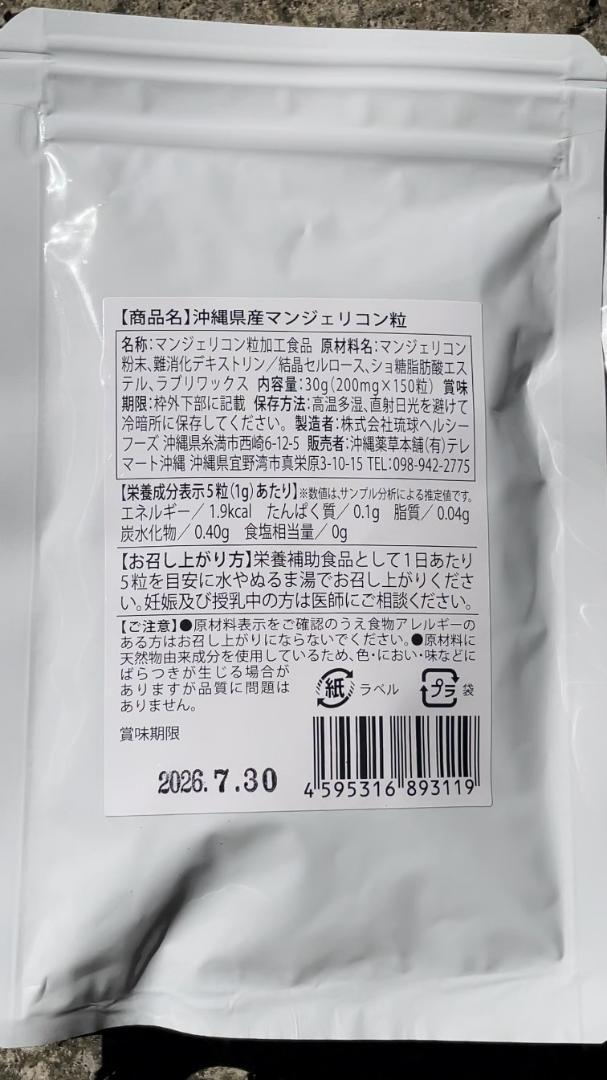 【商品名】沖縄県産マンジェリコン粒
名称:マンジェリコン粒加工食品 原材料名:マンジェリコン
粉末、難消化デキストリン/結晶セルロース、ショ糖脂肪酸エス
テル、ラブリワックス 内容量:30g(200mg×150粒) 賞味
期限:枠外下部に記載 保存方法:高温多湿、直射日光を避けて
冷暗所に保存してください。製造者:株式会社琉球ヘルシー
フーズ 沖縄県糸満市西崎6-12-5 販売者:沖縄薬草本舗(有)テレ
マート沖縄 沖縄県宜野湾市真栄原3-10-15 TEL:098-942-2775
【栄養成分表示5粒(1g)あたり】※数値は、サンプル分析による推定値です。
エネルギー/1.9kcal たんぱく質/0.1g 脂質/0.04g
炭水化物/0.40g 食塩相当量/0g
【お召し上がり方】栄養補助食品として1日あたり
5粒を目安に水やぬるま湯でお召し上がりくださ
い。妊娠及び授乳中の方は医師にご相談ください。
【ご注意】●原材料表示をご確認のうえ食物アレルギーの
ある方はお召し上がりにならないでください。●原材料に
天然物由来成分を使用しているため、色・におい・味などに
ばらつきが生じる場合が
ありますが品質に問題は
ありません。
紙 ラベル プラ 袋
賞味期限
2026.7.30
4 595316 893119